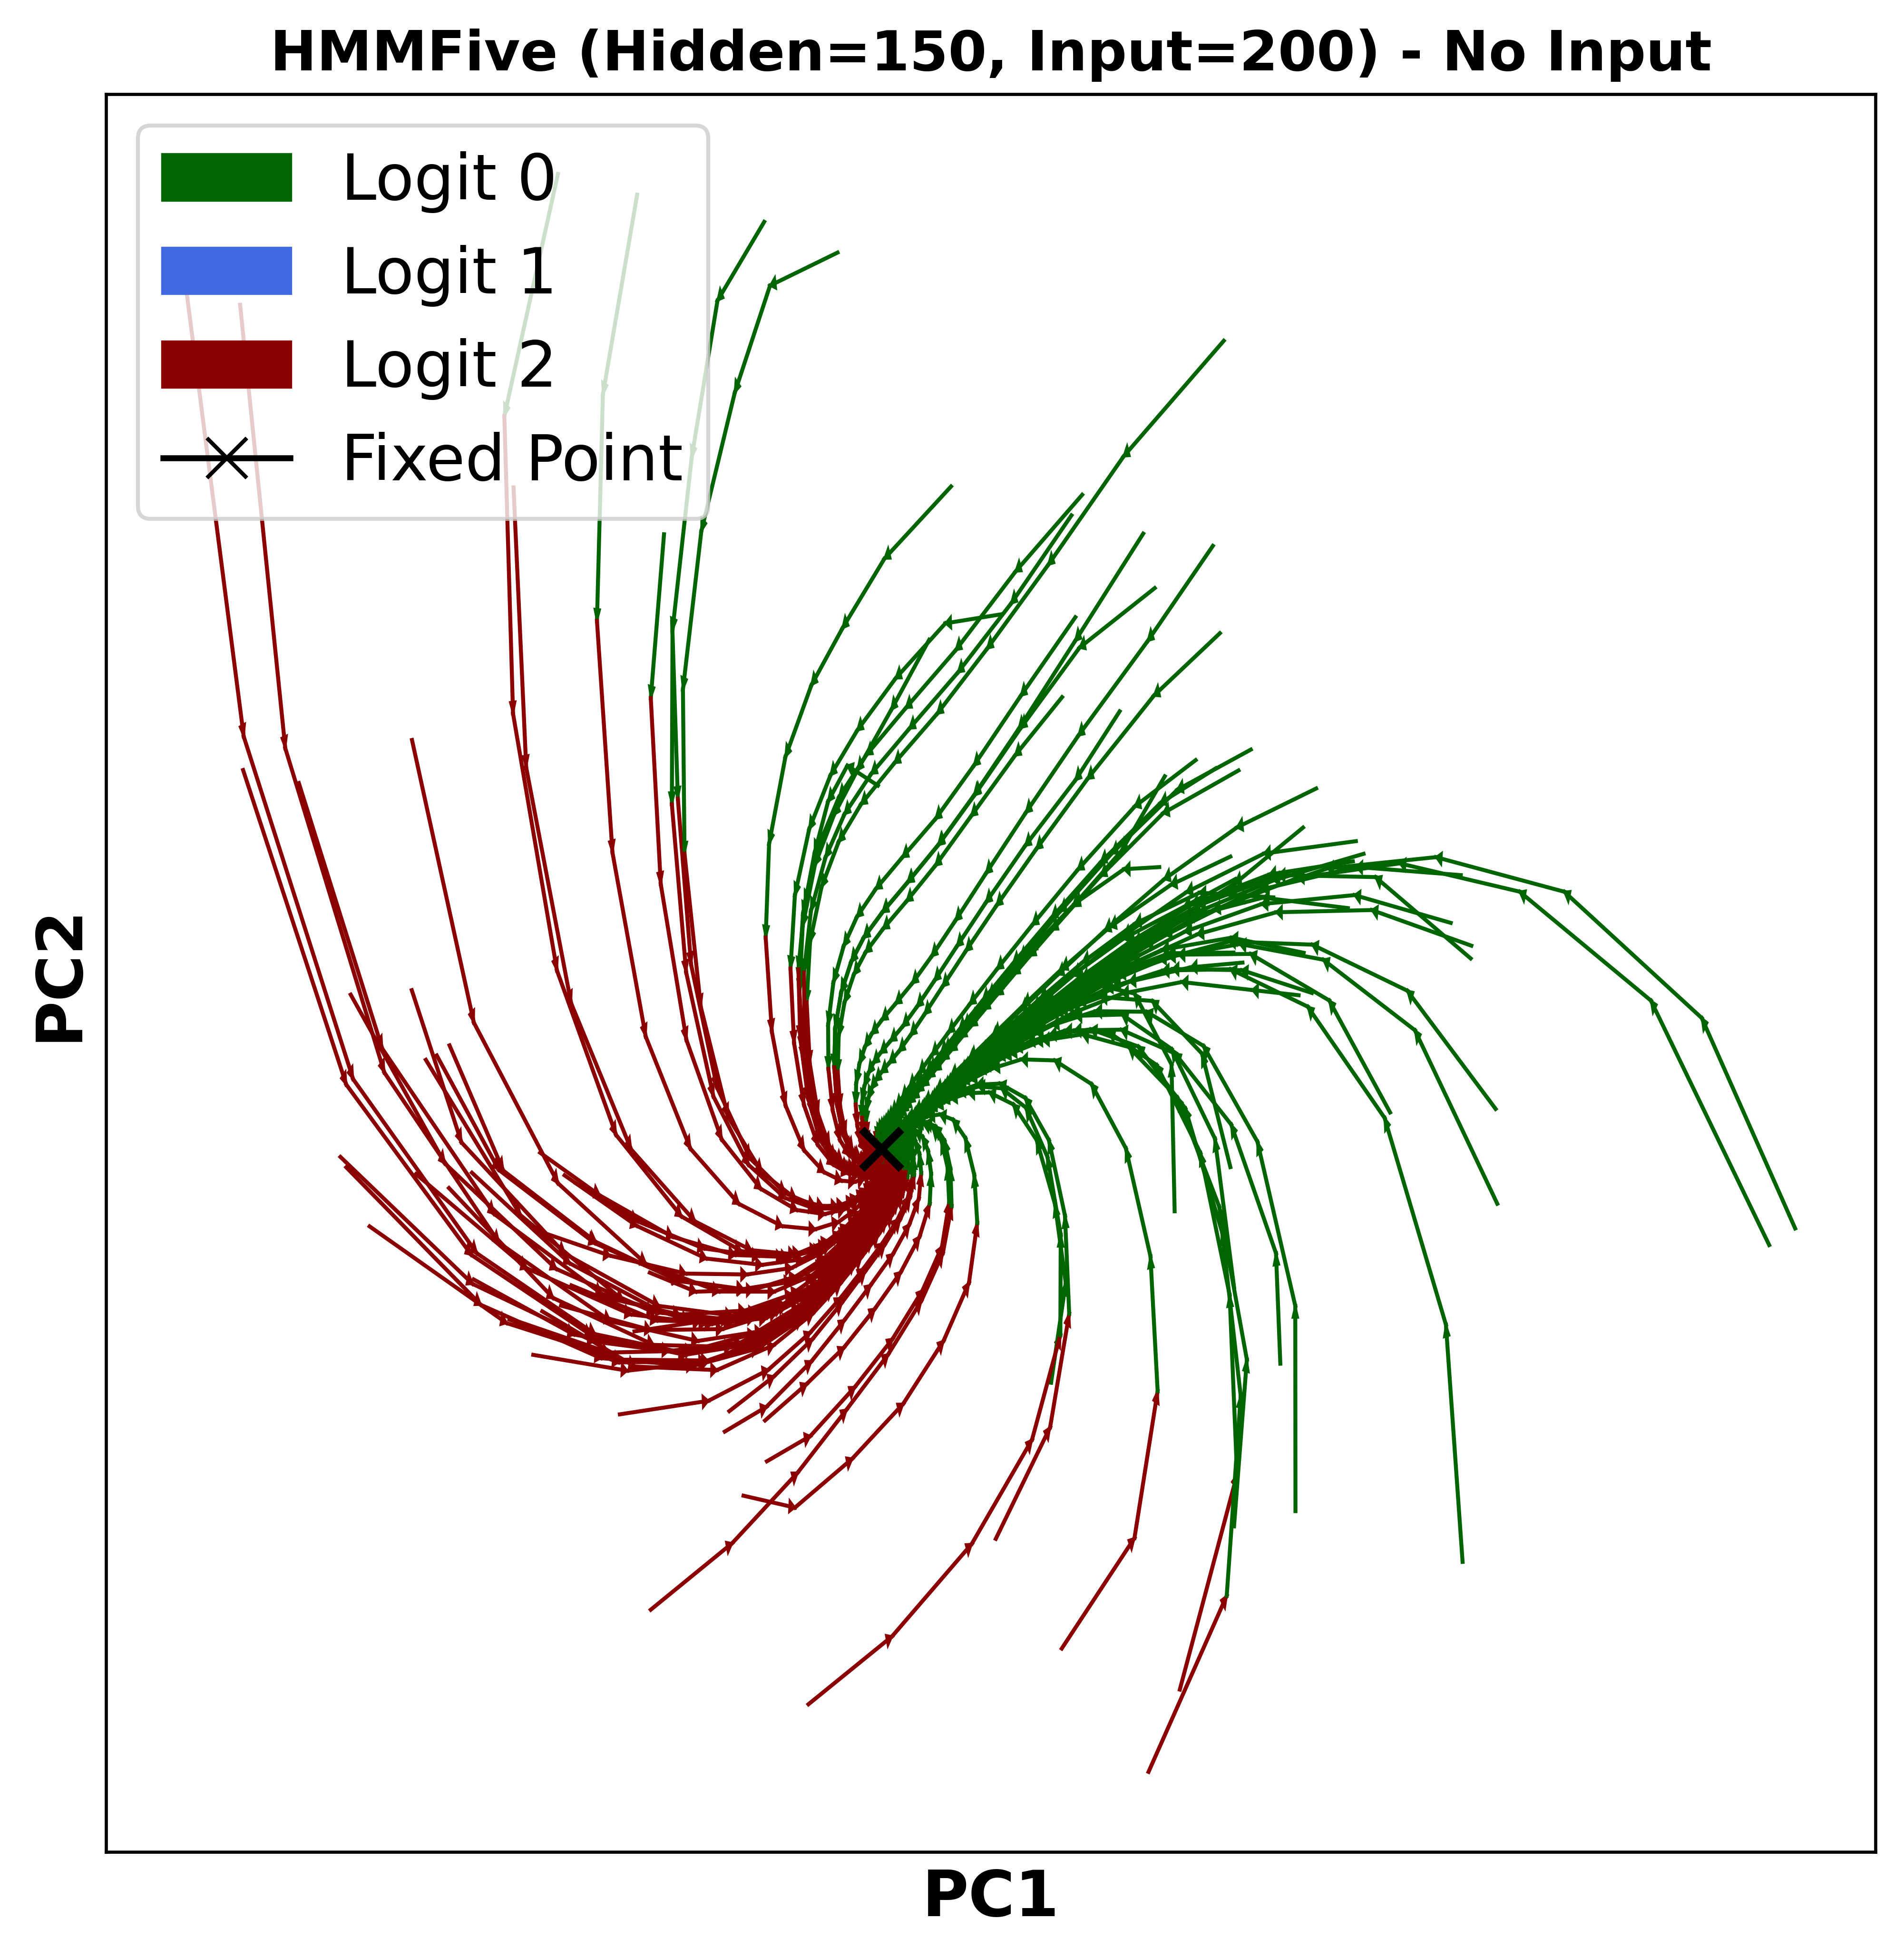 HMMFive (Hidden=150, Input=200) - No Input
Logit 0
Logit 1
Logit 2
Fixed Point
PC2
PC1